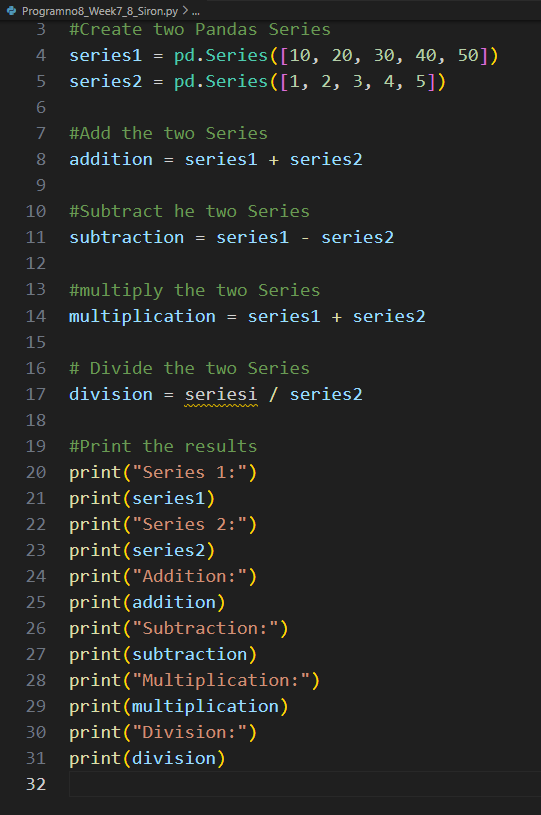 Programno8_Week7_8_Siron.py > ...
3 #Create two Pandas Series
4 series1 = pd.Series([10, 20, 30, 40, 50])
5 series2 = pd.Series([1, 2, 3, 4, 5])
6
7 #Add the two Series
8 addition = series1 + series2
9
10 #Subtract he two Series
11 subtraction = series1 - series2
12
13 #multiply the two Series
14 multiplication = series1 + series2
15
16 # Divide the two Series
17 division = seriesi / series2
18
19 #Print the results
20 print("Series 1:")
21 print(series1)
22 print("Series 2:")
23 print(series2)
24 print("Addition:")
25 print(addition)
26 print("Subtraction:")
27 print(subtraction)
28 print("Multiplication:")
29 print(multiplication)
30 print("Division:")
31 print(division)
32